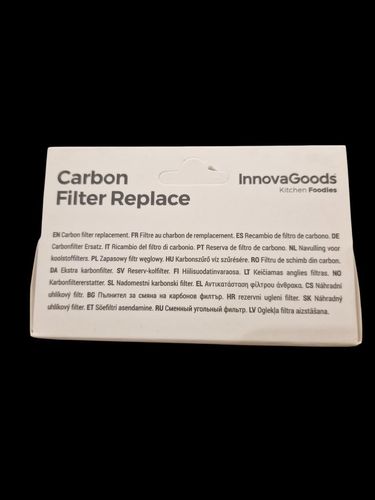 Carbon
Filter Replace
InnovaGoods
Kitchen Foodies
EN Carbon filter replacement. FR Filtre au charbon de remplacement. ES Recambio de filtro de carbono. DE
Carbonfilter Ersatz. IT Ricambio del filtro di carbonio. PT Reserva de filtro de carbono. NL Navulling voor
koolstoffilters. PL Zapasowy filtr węglowy. HU Karbonszűrő víz szűrésére. RO Filtru de schimb din carbon.
DA Ekstra karbonfilter. SV Reserv-kolfilter. FI Hiilisuodatinvaraosa. LT Keičiamas anglies filtras. NO
Karbonfiltererstatter. SL Nadomestni karbonski filter. EL Αντικατάσταση φίλτρου άνθρακα. CS Náhradní
uhlíkový filtr. BG Пълнител за смяна на карбонов филтър. HR rezervni ugleni filter. SK Náhradný
uhlíkový filter. ET Söefiltri asendamine. RU Сменный угольный фильтр. LV Oglekļa filtra aizstāšana.